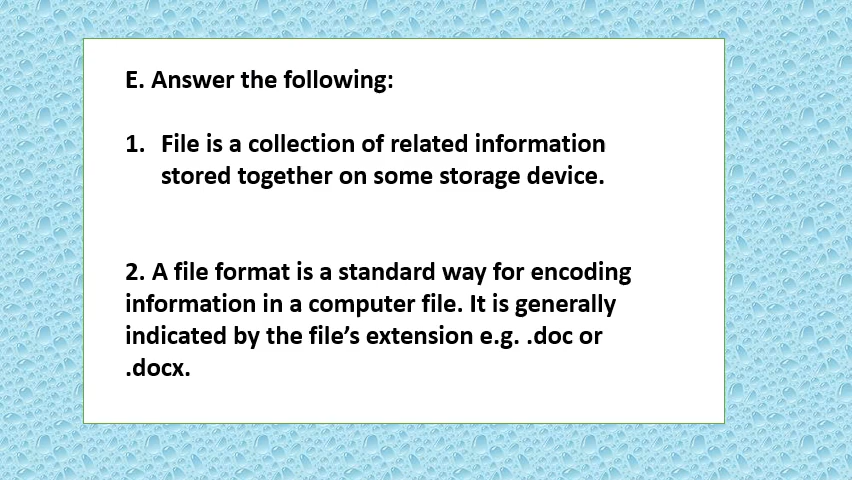 E. Answer the following:
1. File is a collection of related information
stored together on some storage device.
2. A file format is a standard way for encoding
information in a computer file. It is generally
indicated by the file’s extension e.g. .doc or
.docx.